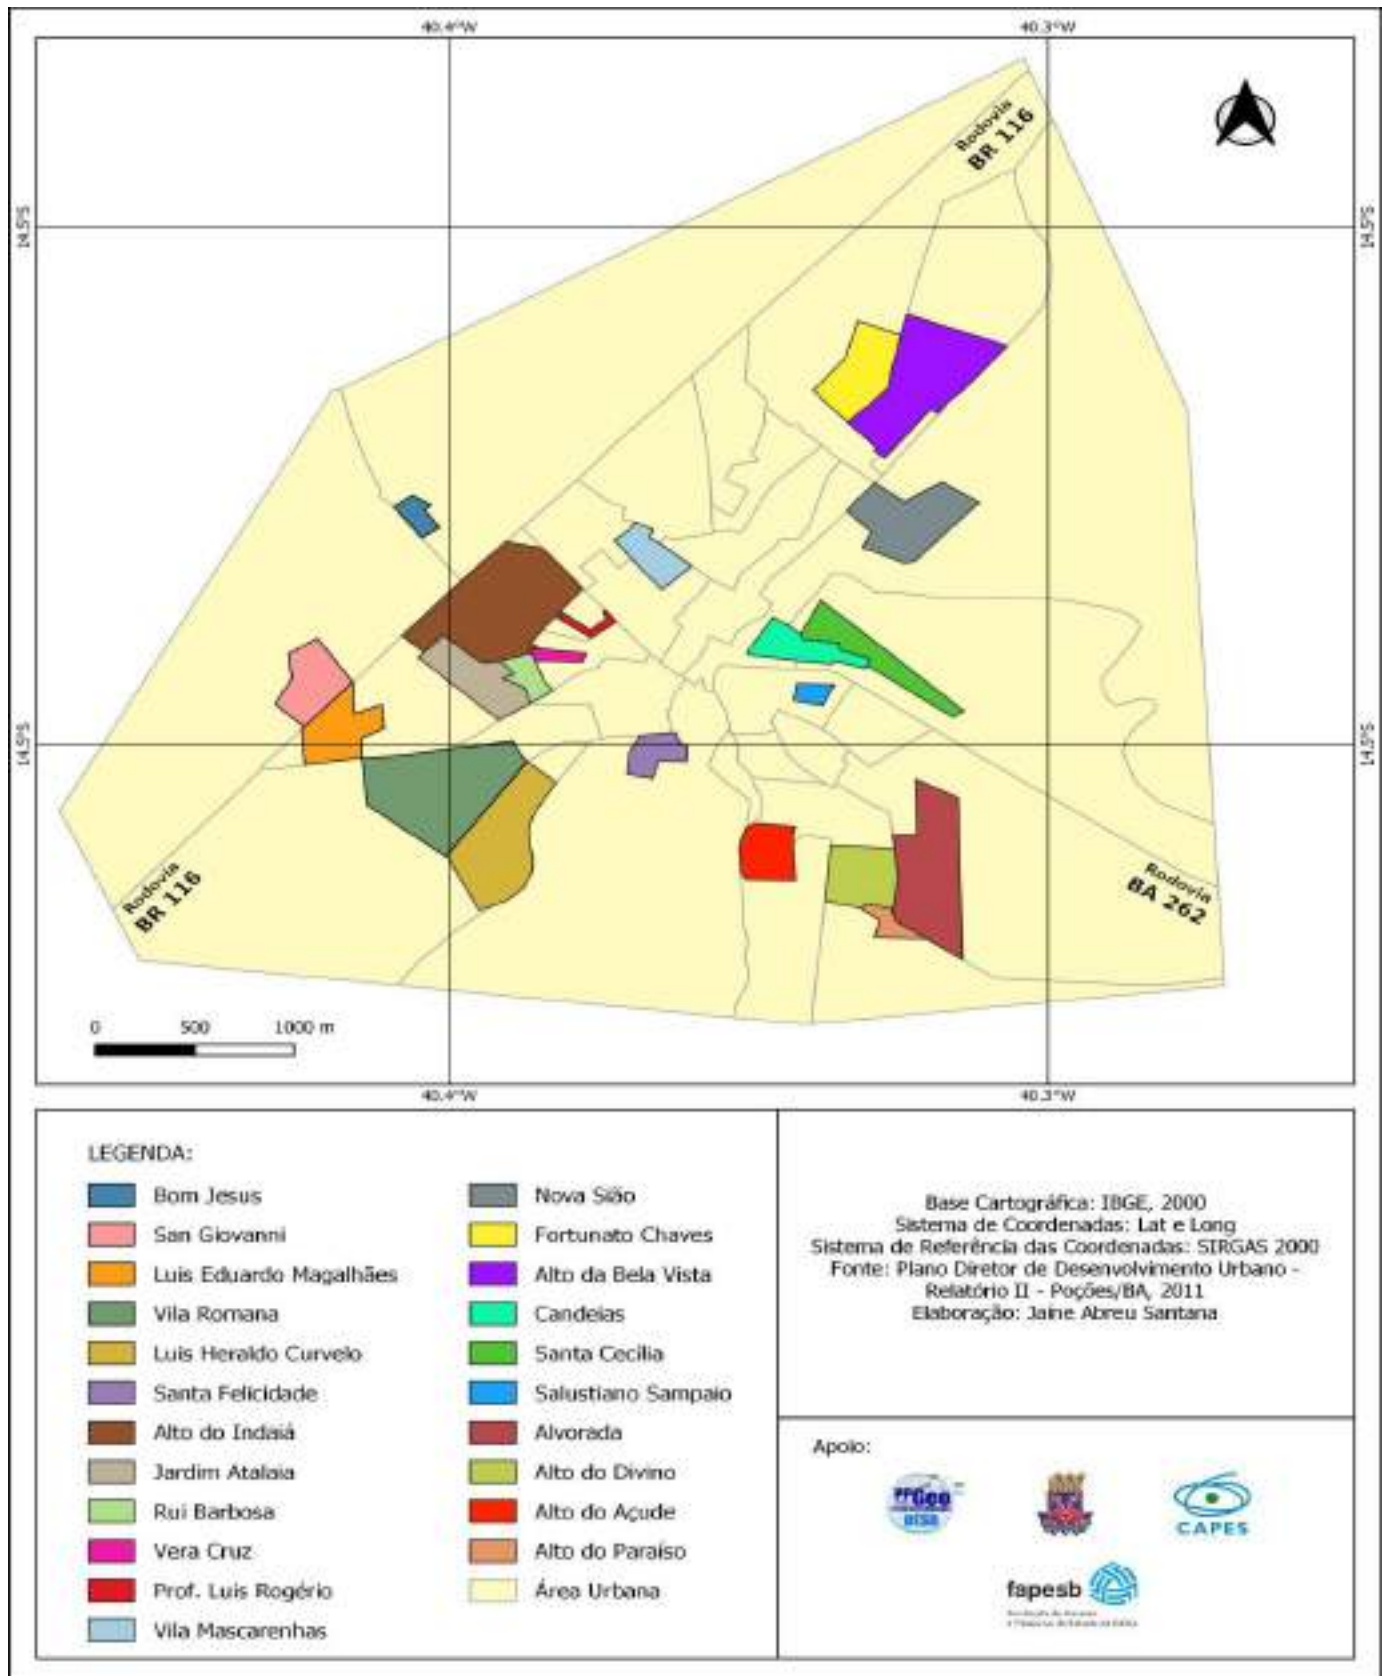 40.4°W
40.3°W
Rodovia
BR 116
14.5°S
14.5°S
14.5°S
14.5°S
Rodovia
BR 116
Rodovia
BA 262
0 500 1000 m
40.4°W
40.3°W
LEGENDA:
Bom Jesus
San Giovanni
Luis Eduardo Magalhães
Vila Romana
Luis Heraldo Curvelo
Santa Felicidade
Alto do Indaiá
Jardim Atalaia
Rui Barbosa
Vera Cruz
Prof. Luis Rogério
Vila Mascarenhas
Nova Sião
Fortunato Chaves
Alto da Bela Vista
Candeias
Santa Cecília
Salustiano Sampaio
Alvorada
Alto do Divino
Alto do Açude
Alto do Paraíso
Área Urbana
Base Cartográfica: IBGE, 2000
Sistema de Coordenadas: Lat e Long
Sistema de Referência das Coordenadas: SIRGAS 2000
Fonte: Plano Diretor de Desenvolvimento Urbano -
Relatório II - Poções/BA, 2011
Elaboração: Jaine Abreu Santana
Apoio:
PPGeo
UESB
CAPES
fapesb